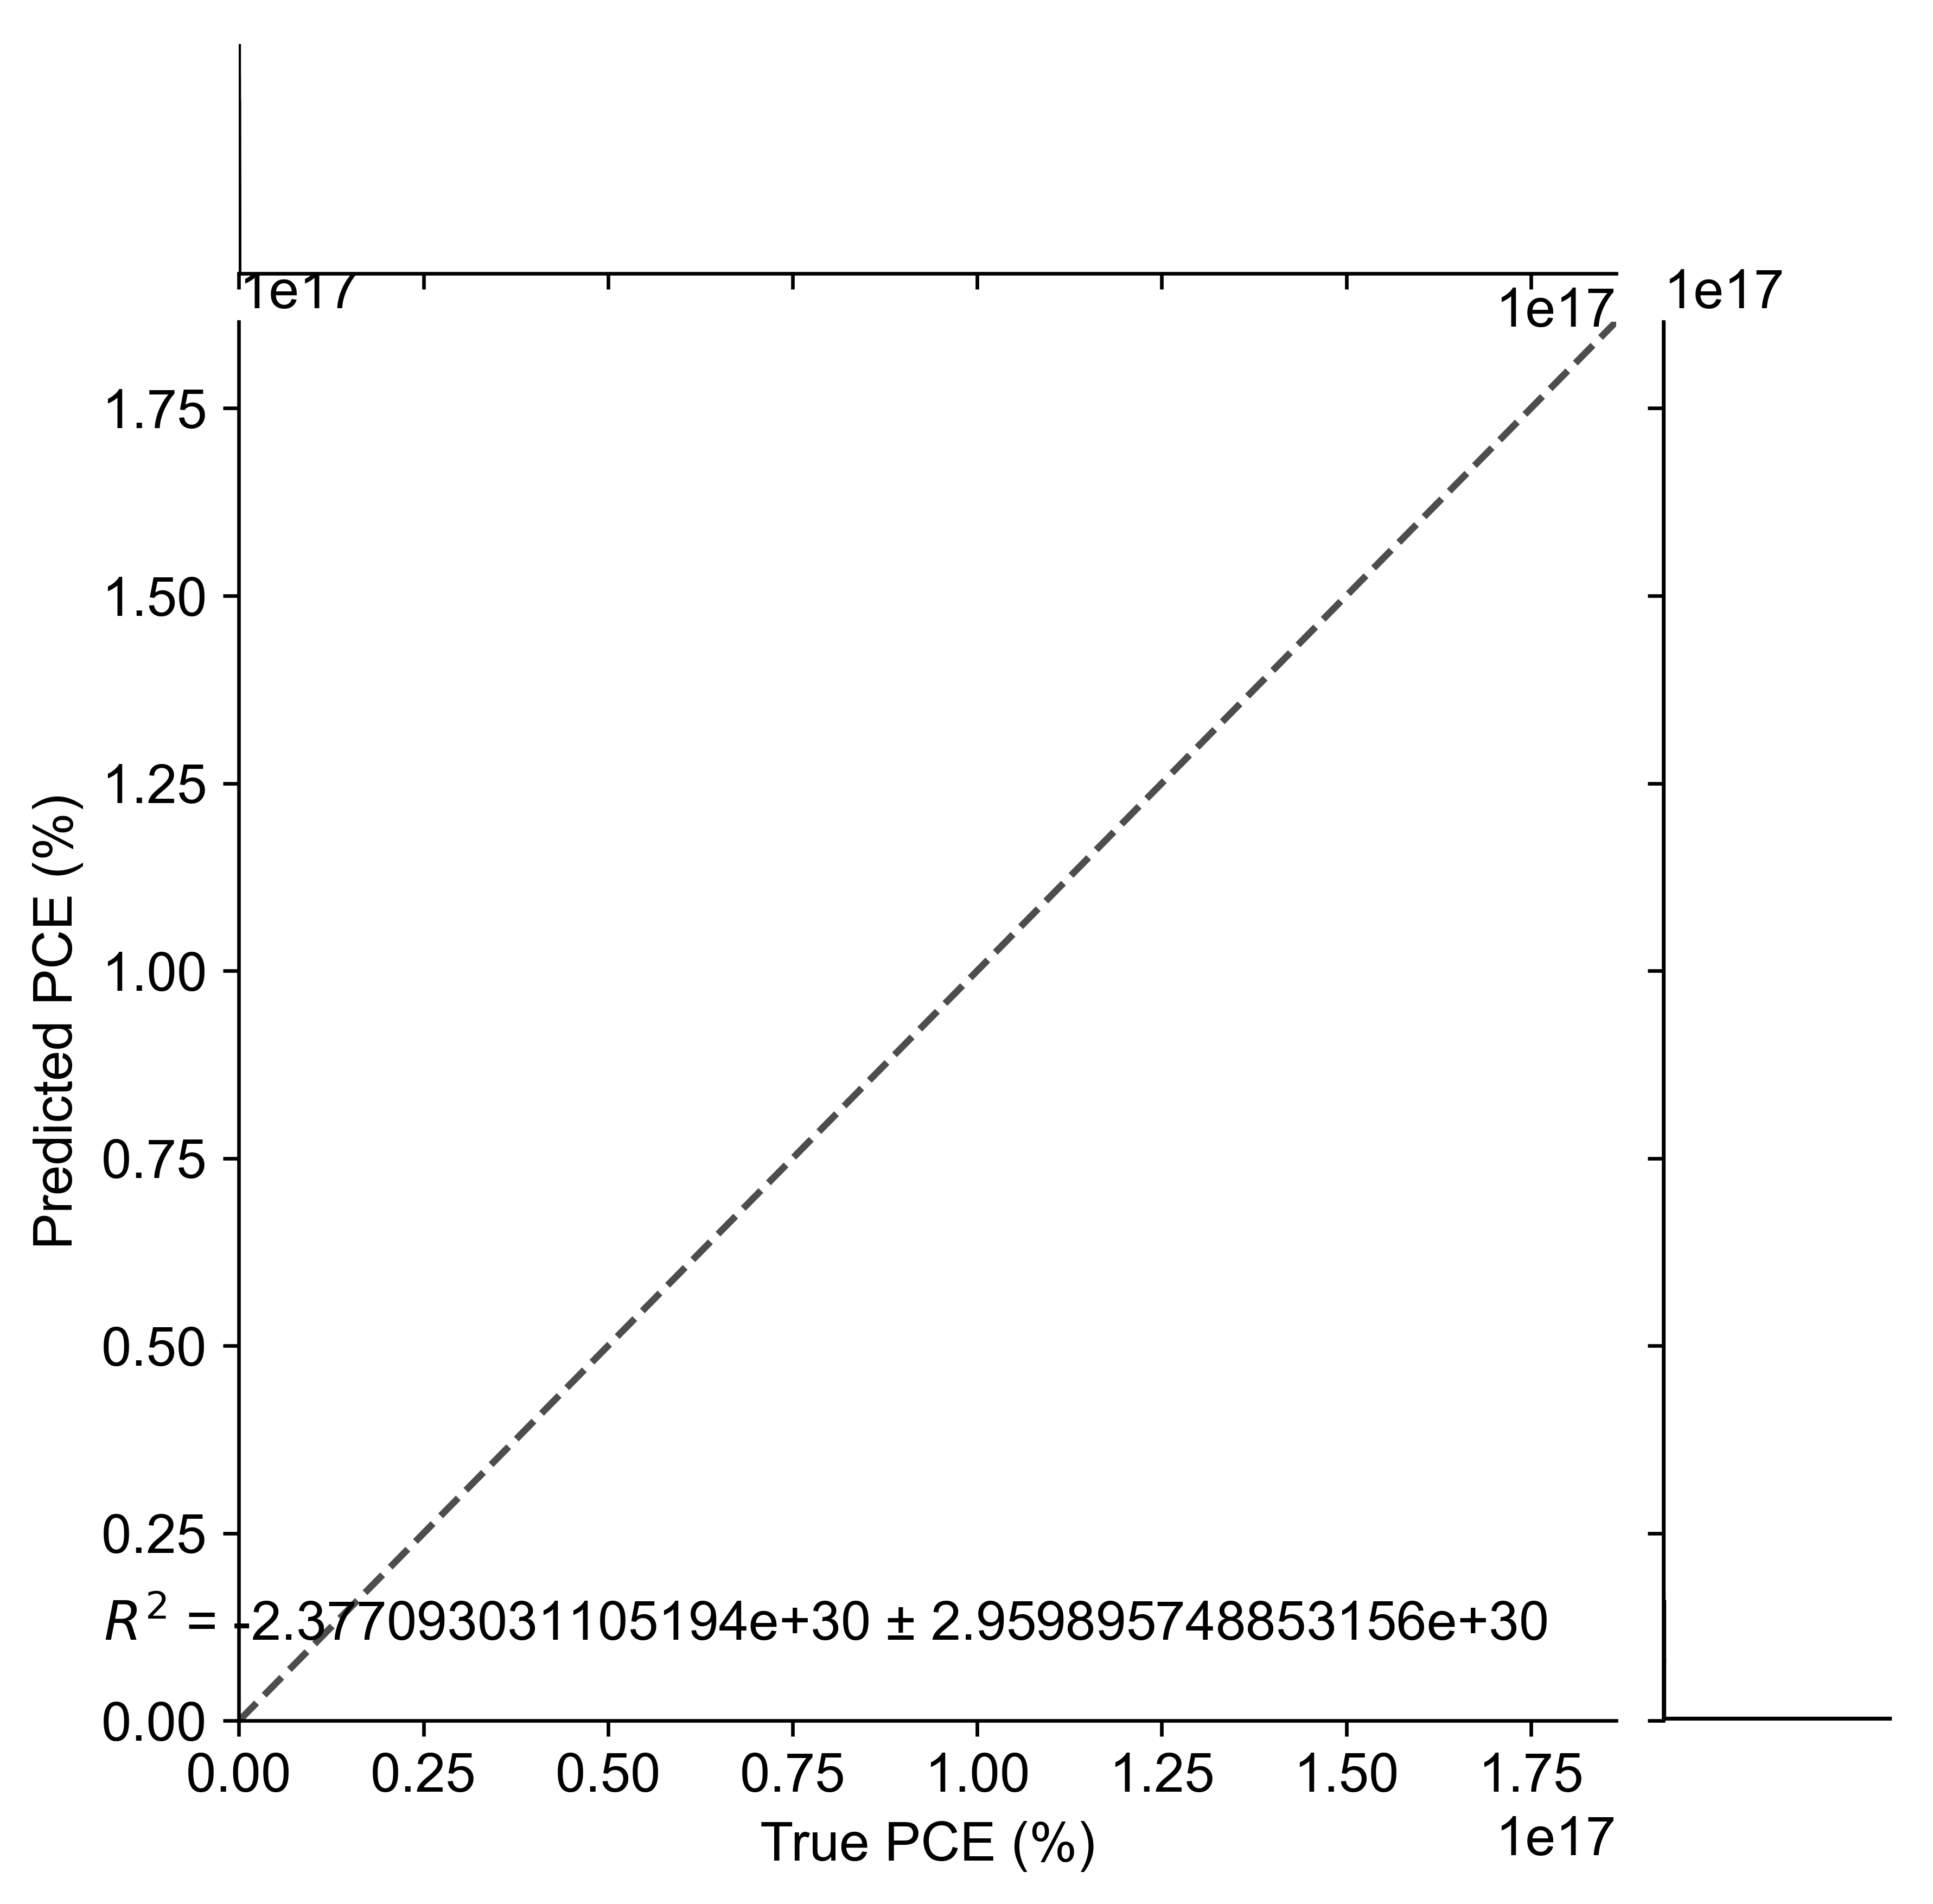 1e17
1e17
1e17
1.75
1.50
1.25
1.00
0.75
0.50
0.25
0.00
Predicted PCE (%)
R² = -2.3770930311105194e+30 ± 2.9598957488853156e+30
0.00 0.25 0.50 0.75 1.00 1.25 1.50 1.75
True PCE (%)
1e17